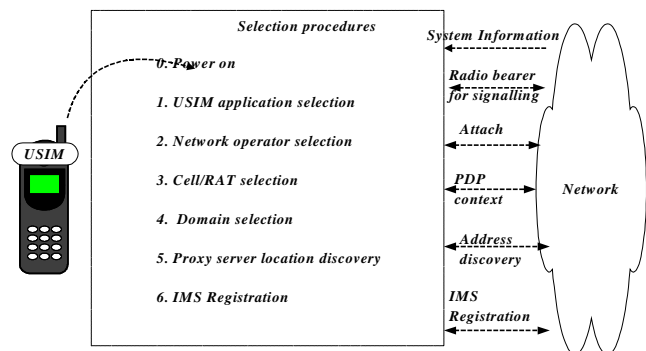 Selection procedures
0. Power on
1. USIM application selection
2. Network operator selection
3. Cell/RAT selection
4. Domain selection
5. Proxy server location discovery
6. IMS Registration
USIM
System Information
Radio bearer
for signalling
Attach
PDP
context
Address
discovery
IMS
Registration
Network